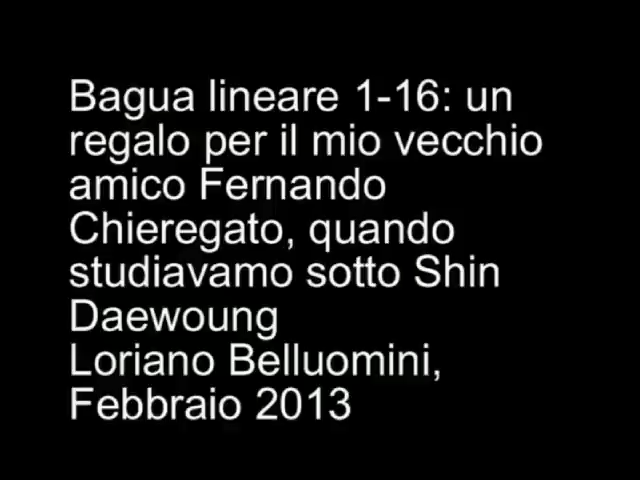 Bagua lineare 1-16: un
regalo per il mio vecchio
amico Fernando
Chieregato, quando
studiavamo sotto Shin
Daewoung
Loriano Belluomini,
Febbraio 2013